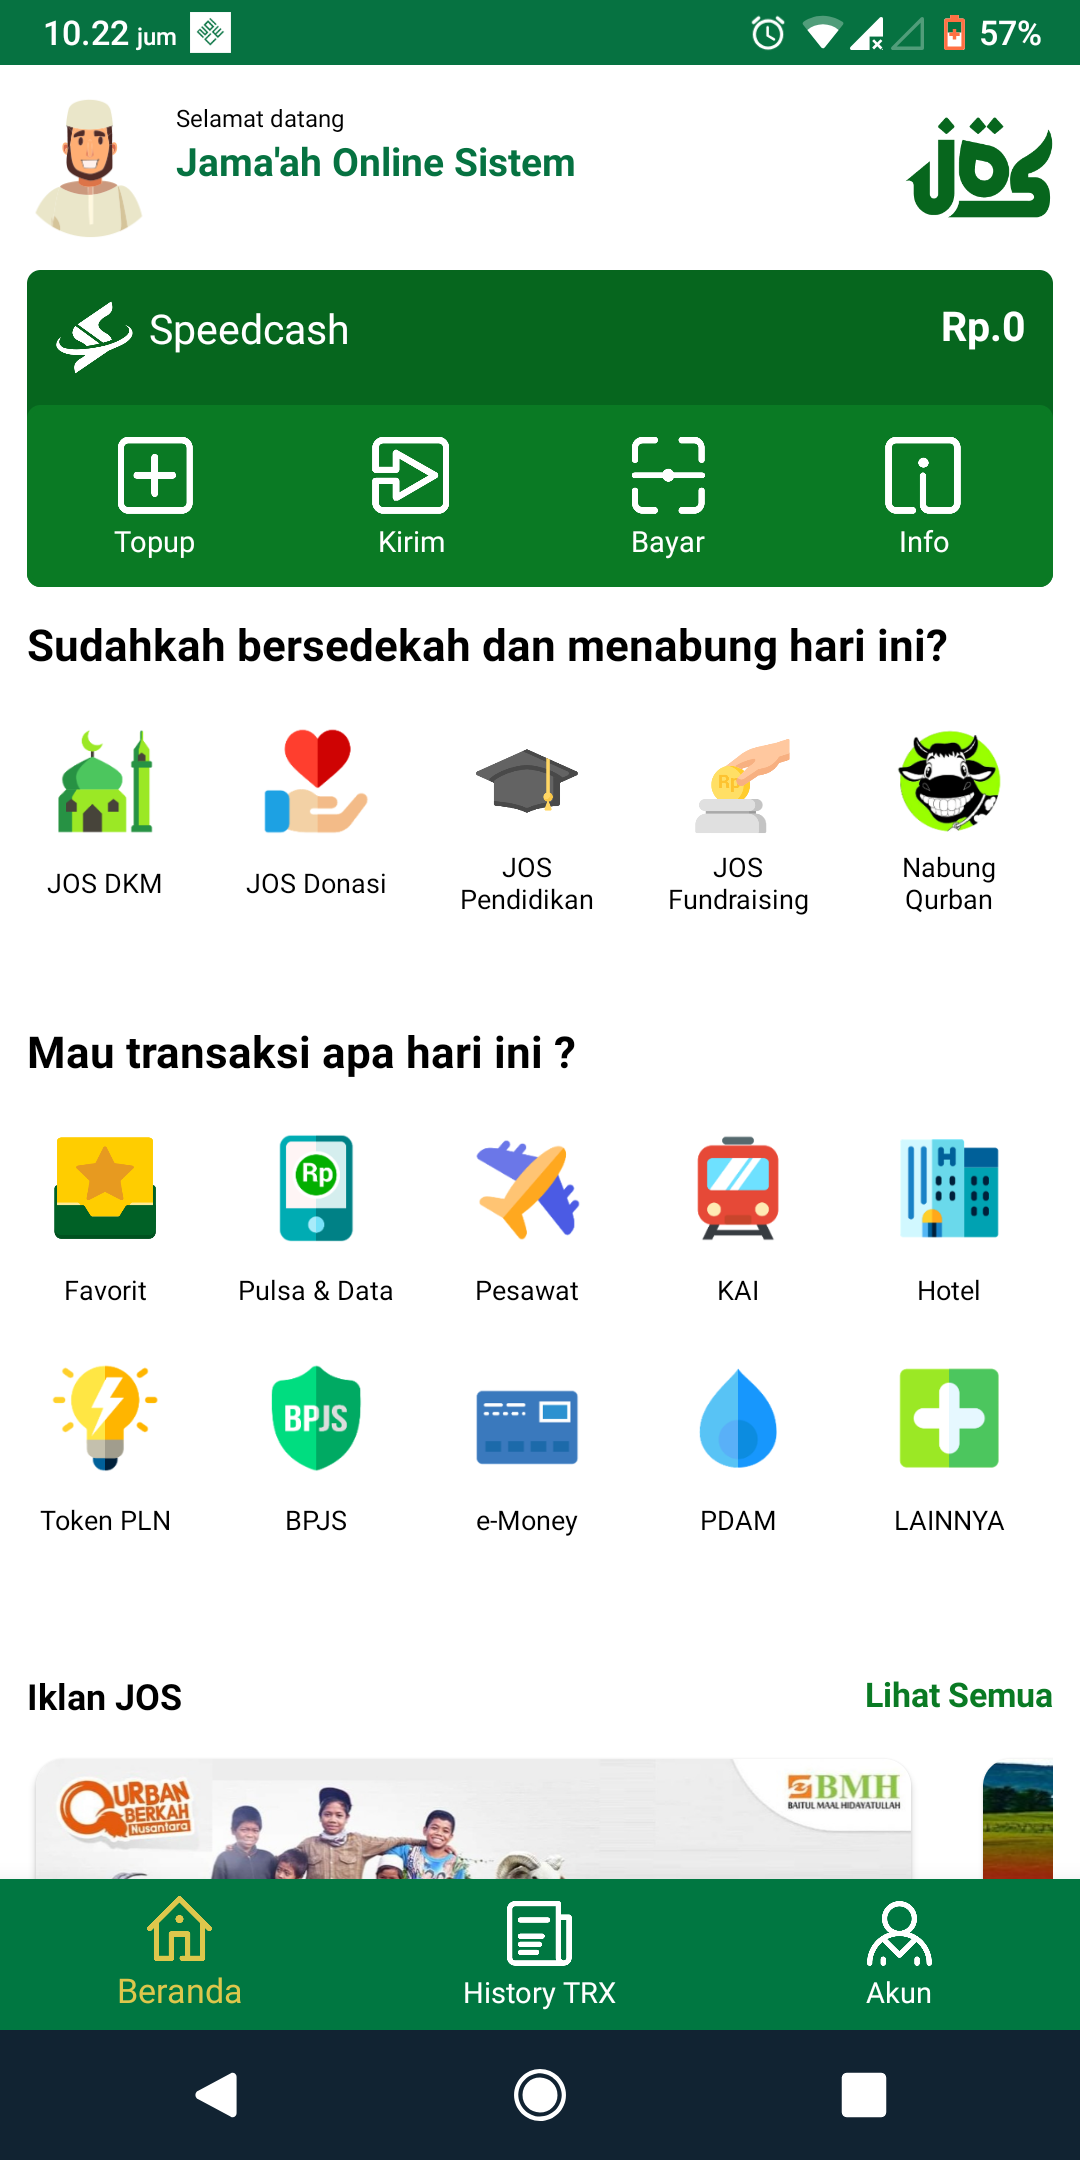 10.22 jum
57%
Selamat datang
Jama'ah Online Sistem
jos
Speedcash
Rp.0
Topup
Kirim
Bayar
Info
Sudahkah bersedekah dan menabung hari ini?
Rp
JOS DKM
JOS Donasi
JOS
Pendidikan
JOS
Fundraising
Nabung
Qurban
Mau transaksi apa hari ini ?
Rp
H
Favorit
Pulsa & Data
Pesawat
KAI
Hotel
BPJS
Token PLN
BPJS
e-Money
PDAM
LAINNYA
Iklan JOS
Lihat Semua
QURBAN
BERKAH
Nusantara
BMH
BAITUL MAAL HIDAYATULLAH
Beranda
History TRX
Akun